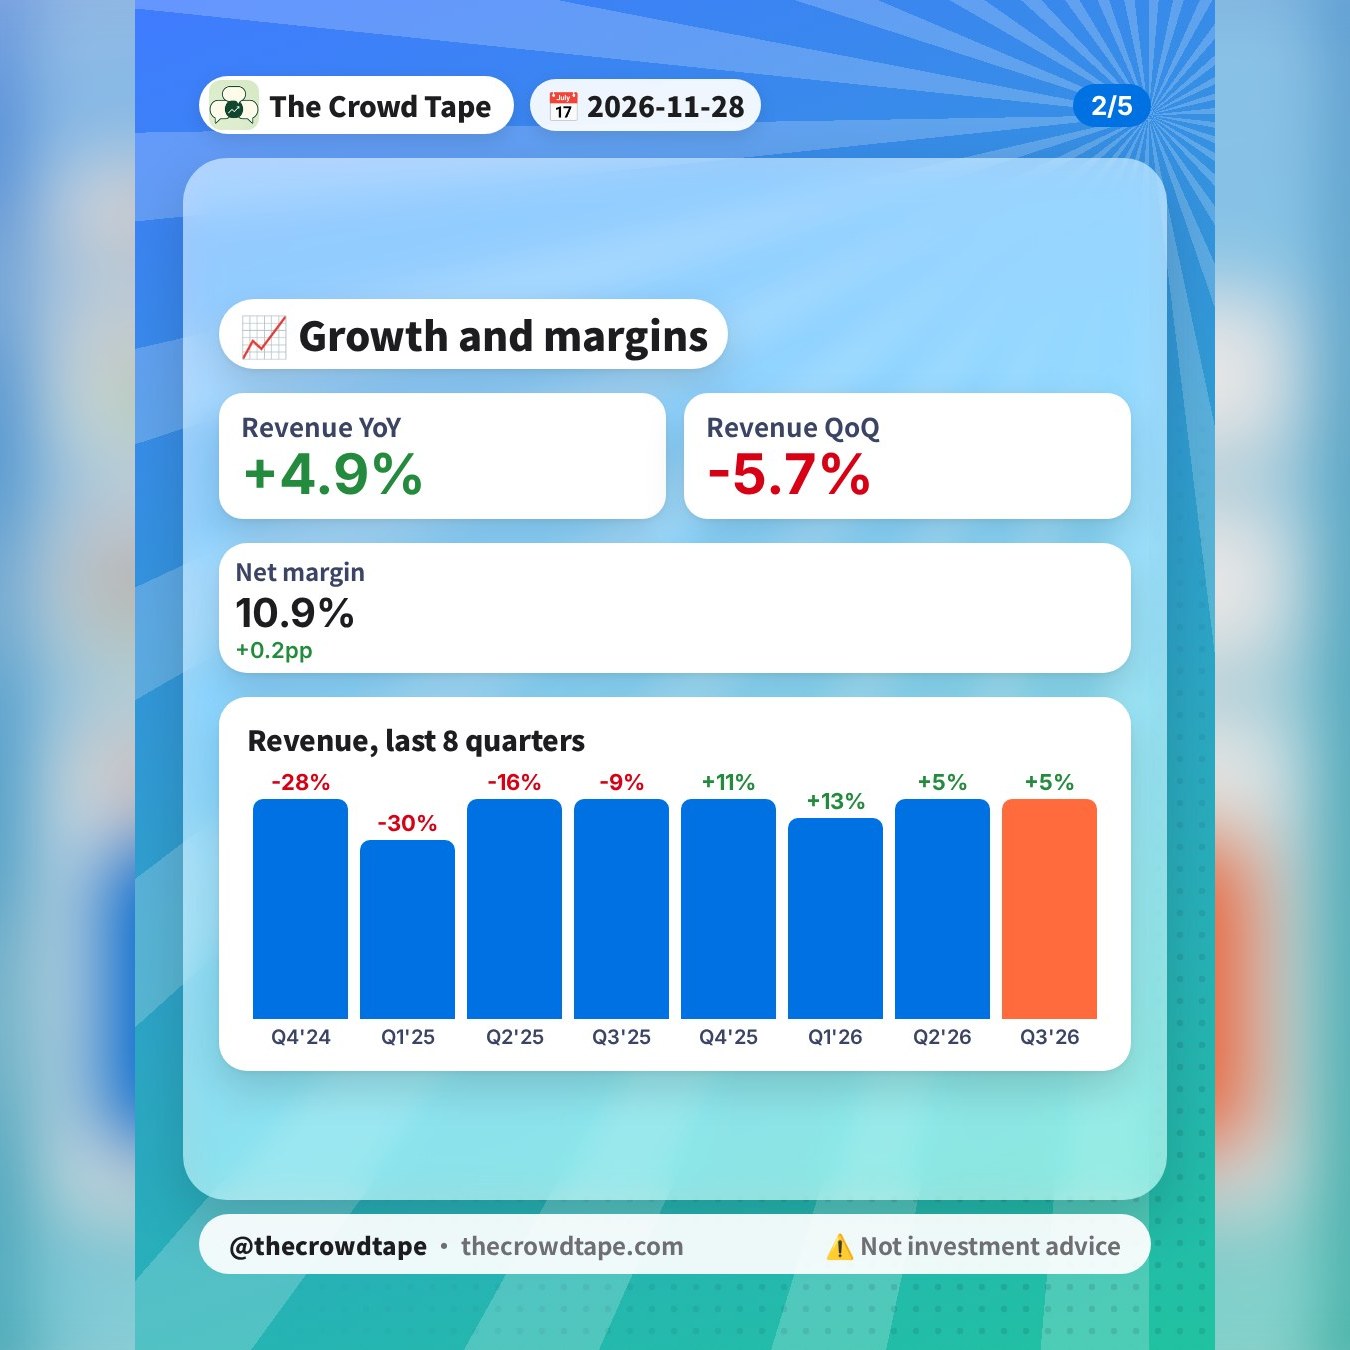 The Crowd Tape
📅 2026-11-28
2/5
📈 Growth and margins
Revenue YoY
+4.9%
Revenue QoQ
-5.7%
Net margin
10.9%
+0.2pp
Revenue, last 8 quarters
-28% -30% -16% -9% +11% +13% +5% +5%
Q4'24 Q1'25 Q2'25 Q3'25 Q4'25 Q1'26 Q2'26 Q3'26
@thecrowdtape • thecrowdtape.com
⚠️ Not investment advice